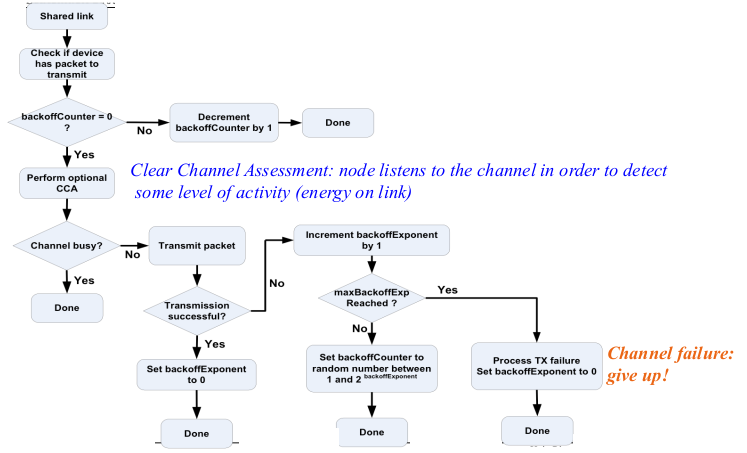 Shared link
Check if device
has packet to
transmit
backoffCounter = 0
?
No
Decrement
backoffCounter by 1
Done
Yes
Perform optional
CCA
Clear Channel Assessment: node listens to the channel in order to detect
some level of activity (energy on link)
Channel busy?
No
Transmit packet
Yes
Done
Transmission
successful?
No
Yes
Set backoffExponent
to 0
Done
Increment backoffExponent
by 1
maxBackoffExp
Reached ?
Yes
No
Set backoffCounter to
random number between
1 and 2 backoffExponent
Done
Process TX failure
Set backoffExponent to 0
Channel failure:
give up!
Done